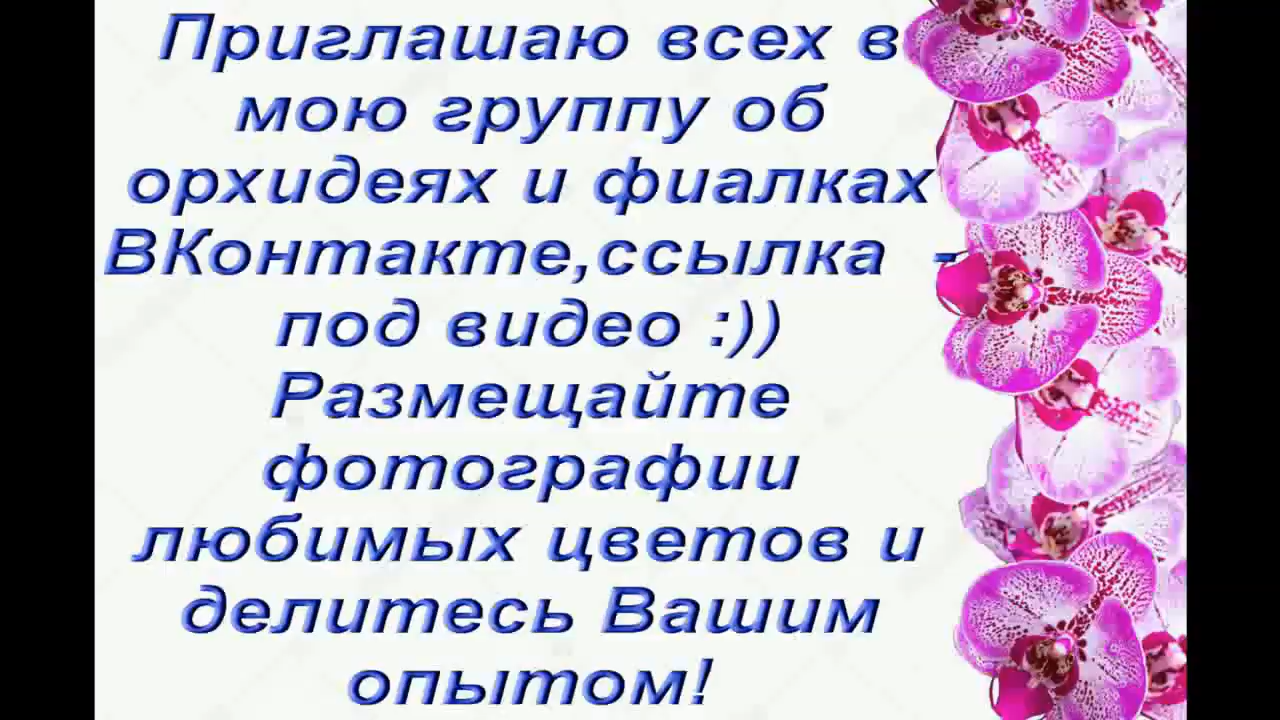 Приглашаю всех в
мою группу об
орхидеях и фиалках
ВКонтакте,ссылка -
под видео :))
Размещайте
фотографии
любимых цветов и
делитесь Вашим
опытом!